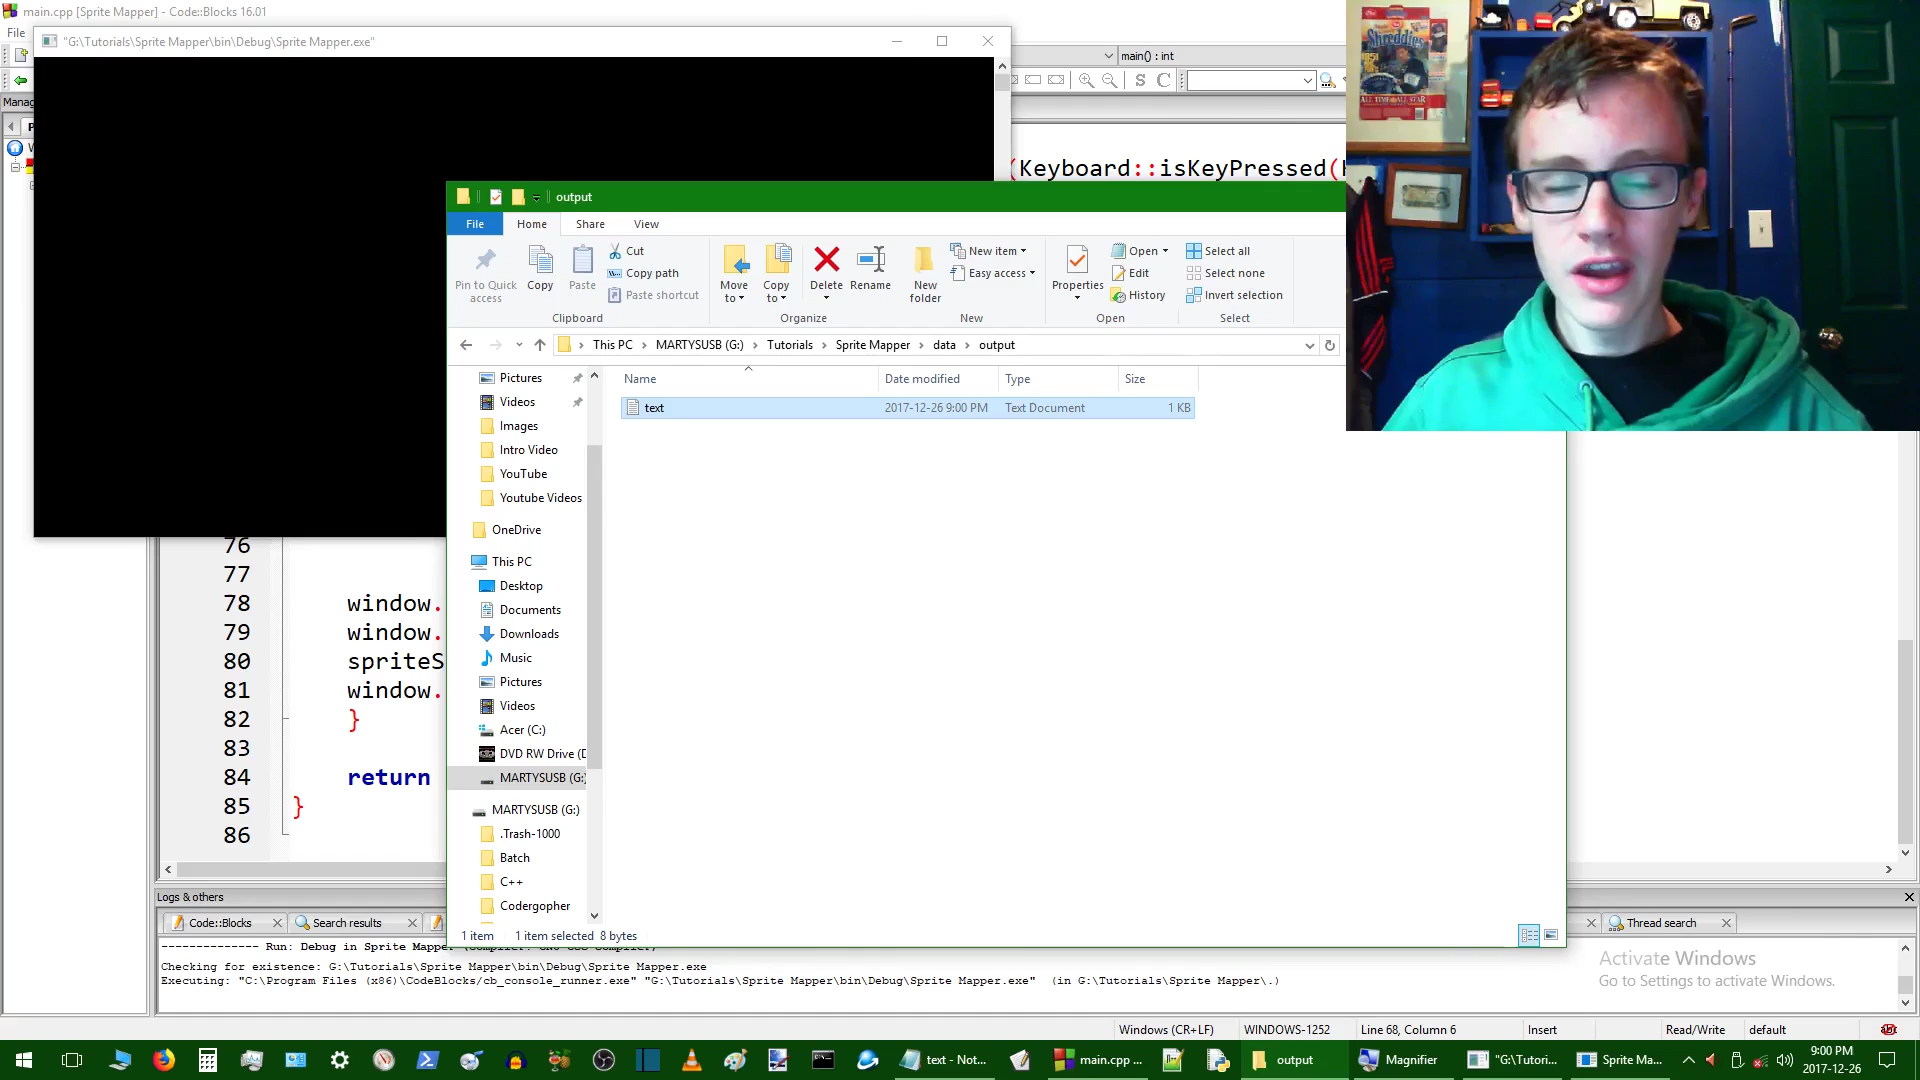 main.cpp [Sprite Mapper] - Code::Blocks 16.01
File
"G:\Tutorials\Sprite Mapper\bin\Debug\Sprite Mapper.exe"
main() : int
S C
Mana
(Keyboard::isKeyPressed(
Shreddies
ALL TIME ALL STAR
output
File Home Share View
Pin to Quick access
Copy
Paste
Cut
Copy path
Paste shortcut
Clipboard
Move to
Copy to
Delete
Rename
Organize
New folder
New item
Easy access
New
Properties
Open
Edit
History
Open
Select all
Select none
Invert selection
Select
This PC > MARTYSUSB (G:) > Tutorials > Sprite Mapper > data > output
Name Date modified Type Size
text 2017-12-26 9:00 PM Text Document 1 KB
Pictures
Videos
Images
Intro Video
YouTube
Youtube Videos
OneDrive
This PC
Desktop
Documents
Downloads
Music
Pictures
Videos
Acer (C:)
DVD RW Drive (D
MARTYSUSB (G:)
MARTYSUSB (G:)
.Trash-1000
Batch
C++
Codergopher
1 item 1 item selected 8 bytes
76
77
78 window.
79 window.
80 spriteS
81 window.
82 }
83
84 return
85 }
86
Logs & others
Code::Blocks
Search results
Thread search
-------------- Run: Debug in Sprite Mapper
Checking for existence: G:\Tutorials\Sprite Mapper\bin\Debug\Sprite Mapper.exe
Executing: "C:\Program Files (x86)\CodeBlocks/cb_console_runner.exe" "G:\Tutorials\Sprite Mapper\bin\Debug\Sprite Mapper.exe" (in G:\Tutorials\Sprite Mapper\.)
Activate Windows
Go to Settings to activate Windows.
Windows (CR+LF) WINDOWS-1252 Line 68, Column 6 Insert Read/Write default
text - Not...
main.cpp ...
output
Magnifier
"G:\Tutori...
Sprite Ma...
9:00 PM
2017-12-26